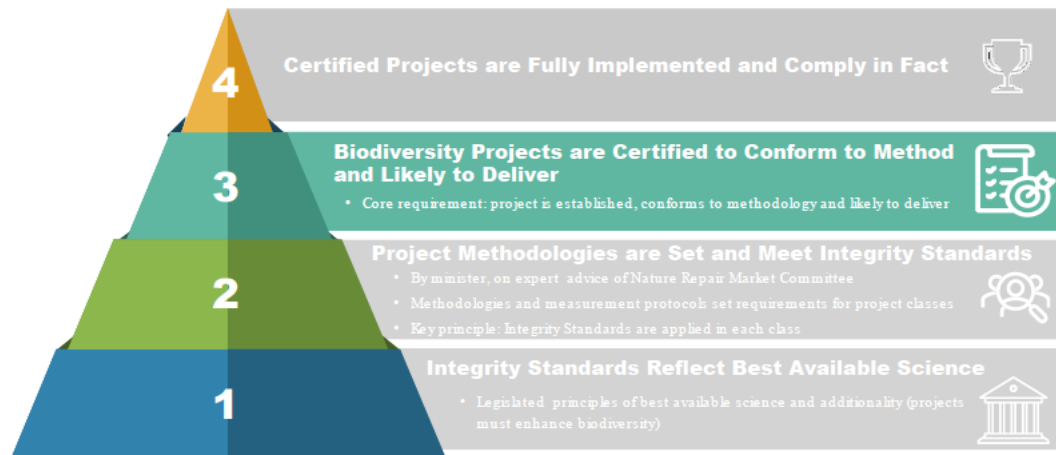 4
Certified Projects are Fully Implemented and Comply in Fact
3
Biodiversity Projects are Certified to Conform to Method
and Likely to Deliver
• Core requirement: project is established, conforms to methodology and likely to deliver
2
Project Methodologies are Set and Meet Integrity Standards
• By minister, on expert advice of Nature Repair Market Committee
• Methodologies and measurement protocols set requirements for project classes
• Key principle: Integrity Standards are applied in each class
1
Integrity Standards Reflect Best Available Science
• Legislated principles of best available science and additionality (projects
must enhance biodiversity)